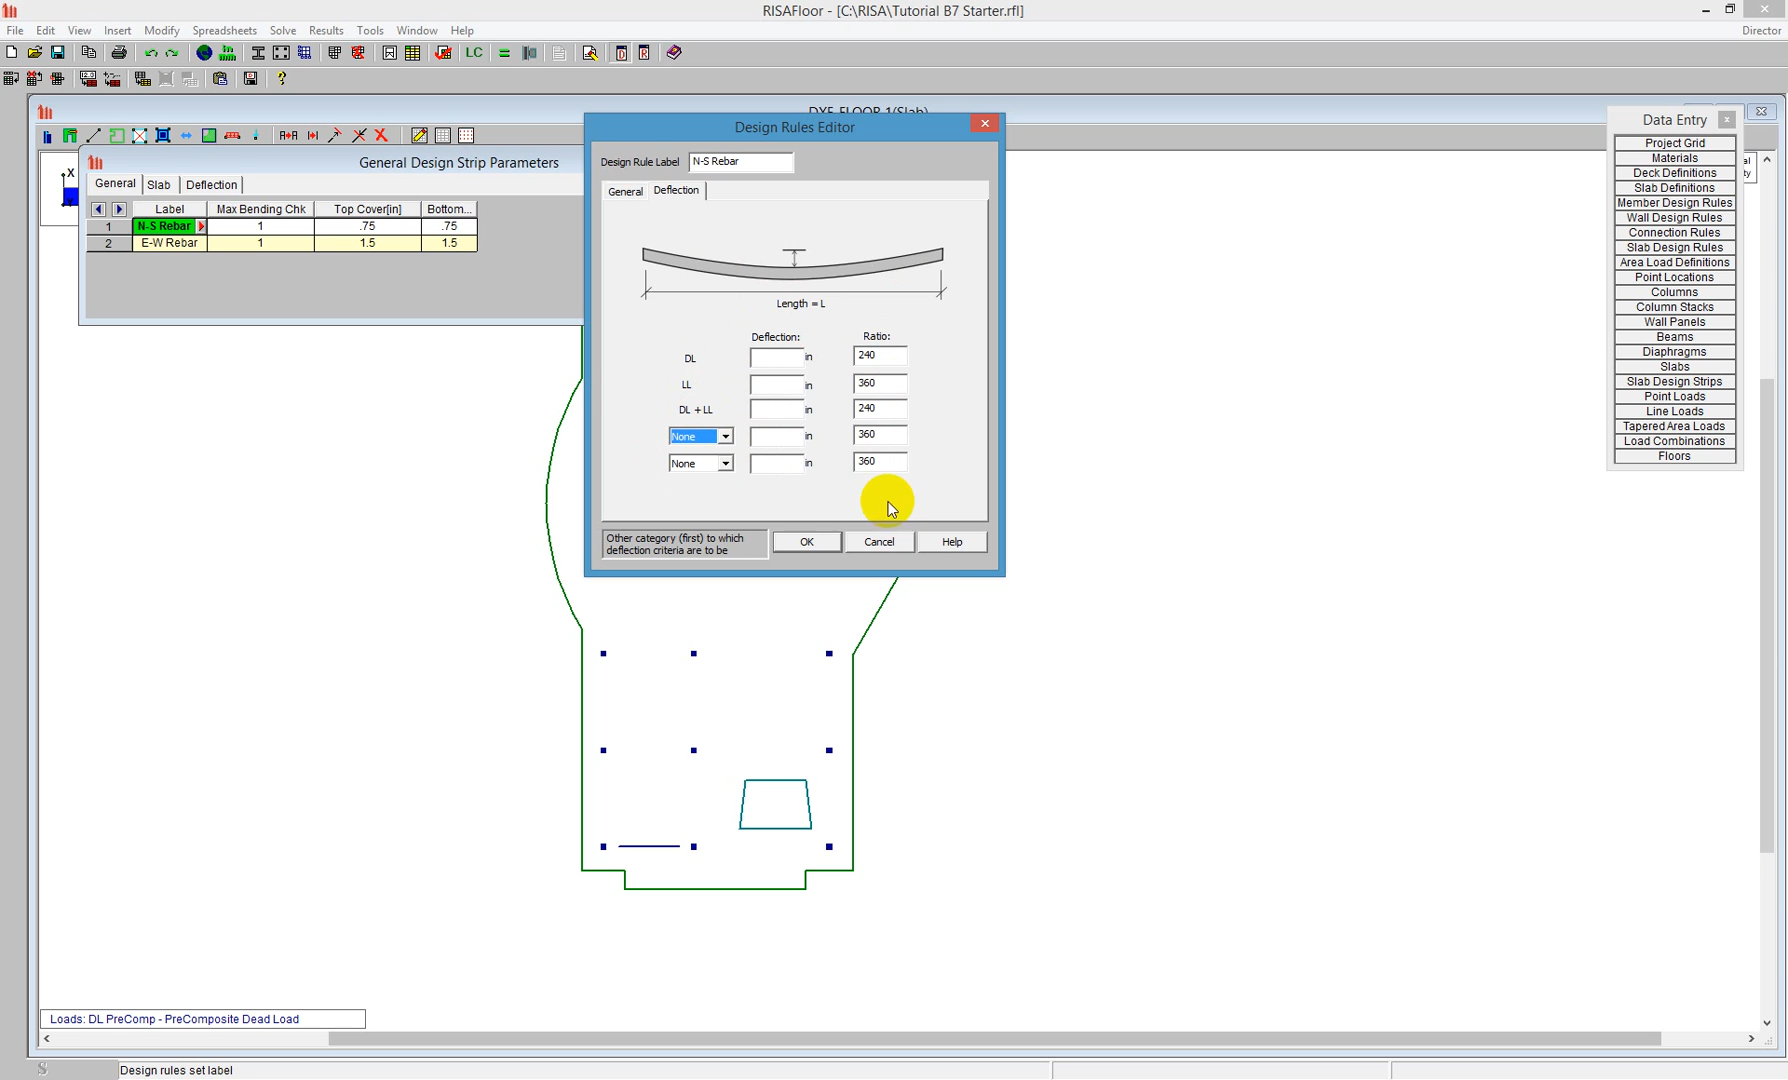 RISAFloor - [C:\RISA\Tutorial B7 Starter.rfl]
File Edit View Insert Modify Spreadsheets Solve Results Tools Window Help
Director
LC
D R
DXF-FLOOR 1(Slab)
Design Rules Editor
Data Entry
General Design Strip Parameters
General Slab Deflection
Label Max Bending Chk Top Cover[in] Bottom...
1 N-S Rebar 1 .75 .75
2 E-W Rebar 1 1.5 1.5
X
Design Rule Label N-S Rebar
General Deflection
Length = L
Deflection: Ratio:
DL in 240
LL in 360
DL + LL in 240
None in 360
None in 360
Other category (first) to which
deflection criteria are to be
OK Cancel Help
Project Grid
Materials
Deck Definitions
Slab Definitions
Member Design Rules
Wall Design Rules
Connection Rules
Slab Design Rules
Area Load Definitions
Point Locations
Columns
Column Stacks
Wall Panels
Beams
Diaphragms
Slabs
Slab Design Strips
Point Loads
Line Loads
Tapered Area Loads
Load Combinations
Floors
Loads: DL PreComp - PreComposite Dead Load
S Design rules set label